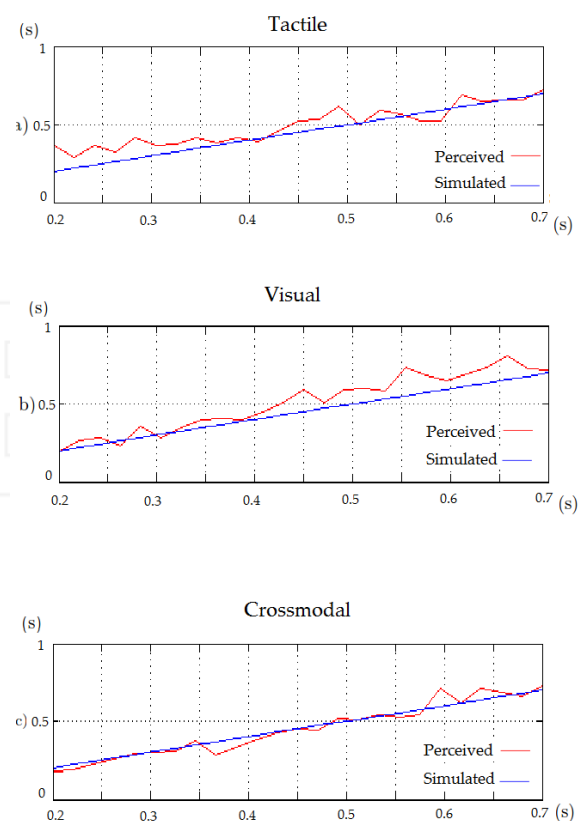 Tactile
(s)
1
a) 0.5
0
Perceived
Simulated
0.2 0.3 0.4 0.5 0.6 0.7 (s)
Visual
(s)
1
b) 0.5
0
Perceived
Simulated
0.2 0.3 0.4 0.5 0.6 0.7 (s)
Crossmodal
(s)
1
c) 0.5
0
Perceived
Simulated
0.2 0.3 0.4 0.5 0.6 0.7 (s)